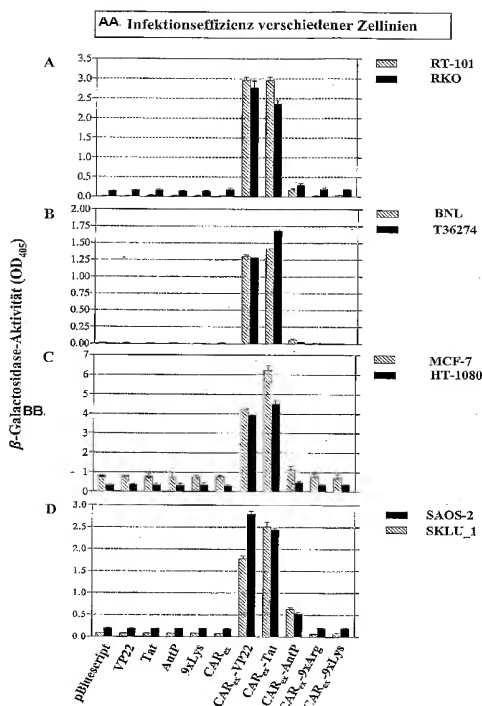 AA. Infektionseffizienz verschiedener Zellinien
A
RT-101
RKO
3.5
3.0
2.5
2.0
1.5
1.0
0.5
0.0
B
BNL
T36274
2.00
1.75
1.50
1.25
1.00
0.75
0.50
0.25
0.00
β-Galactosidase-Aktivität (OD405)
BB.
C
MCF-7
HT-1080
7
6
5
4
3
2
1
0
D
SAOS-2
SKLU_1
3.0
2.5
2.0
1.5
1.0
0.5
0.0
pBluescript
VP22
Tat
AntP
9xLys
CARex
CARex-VP22
CARex-Tat
CARex-AntP
CARex-9xArg
CARex-9xLys